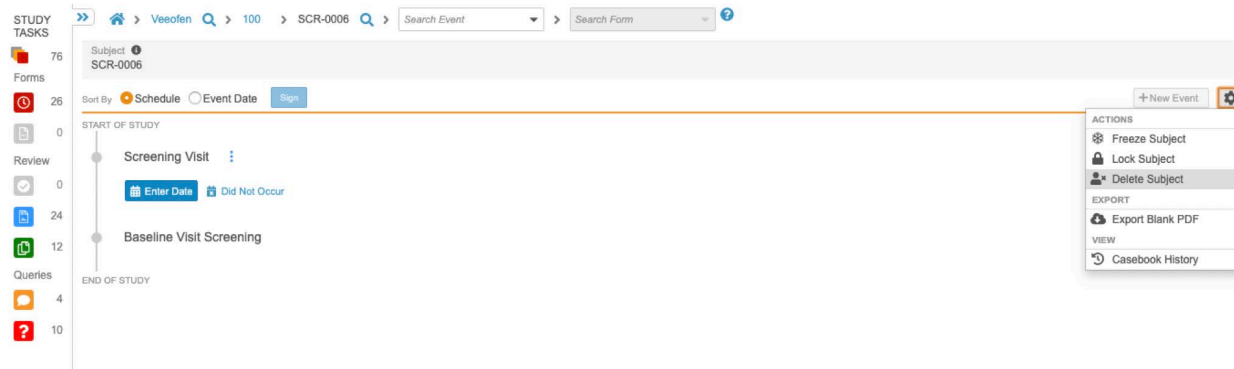 STUDY
TASKS
76
Forms
26
0
Review
0
24
12
Queries
4
10
Veeofen > 100 > SCR-0006 > Search Event > Search Form
Subject
SCR-0006
Sort By Schedule Event Date Sign
+New Event
START OF STUDY
Screening Visit
Enter Date Did Not Occur
Baseline Visit Screening
END OF STUDY
ACTIONS
Freeze Subject
Lock Subject
Delete Subject
EXPORT
Export Blank PDF
VIEW
Casebook History